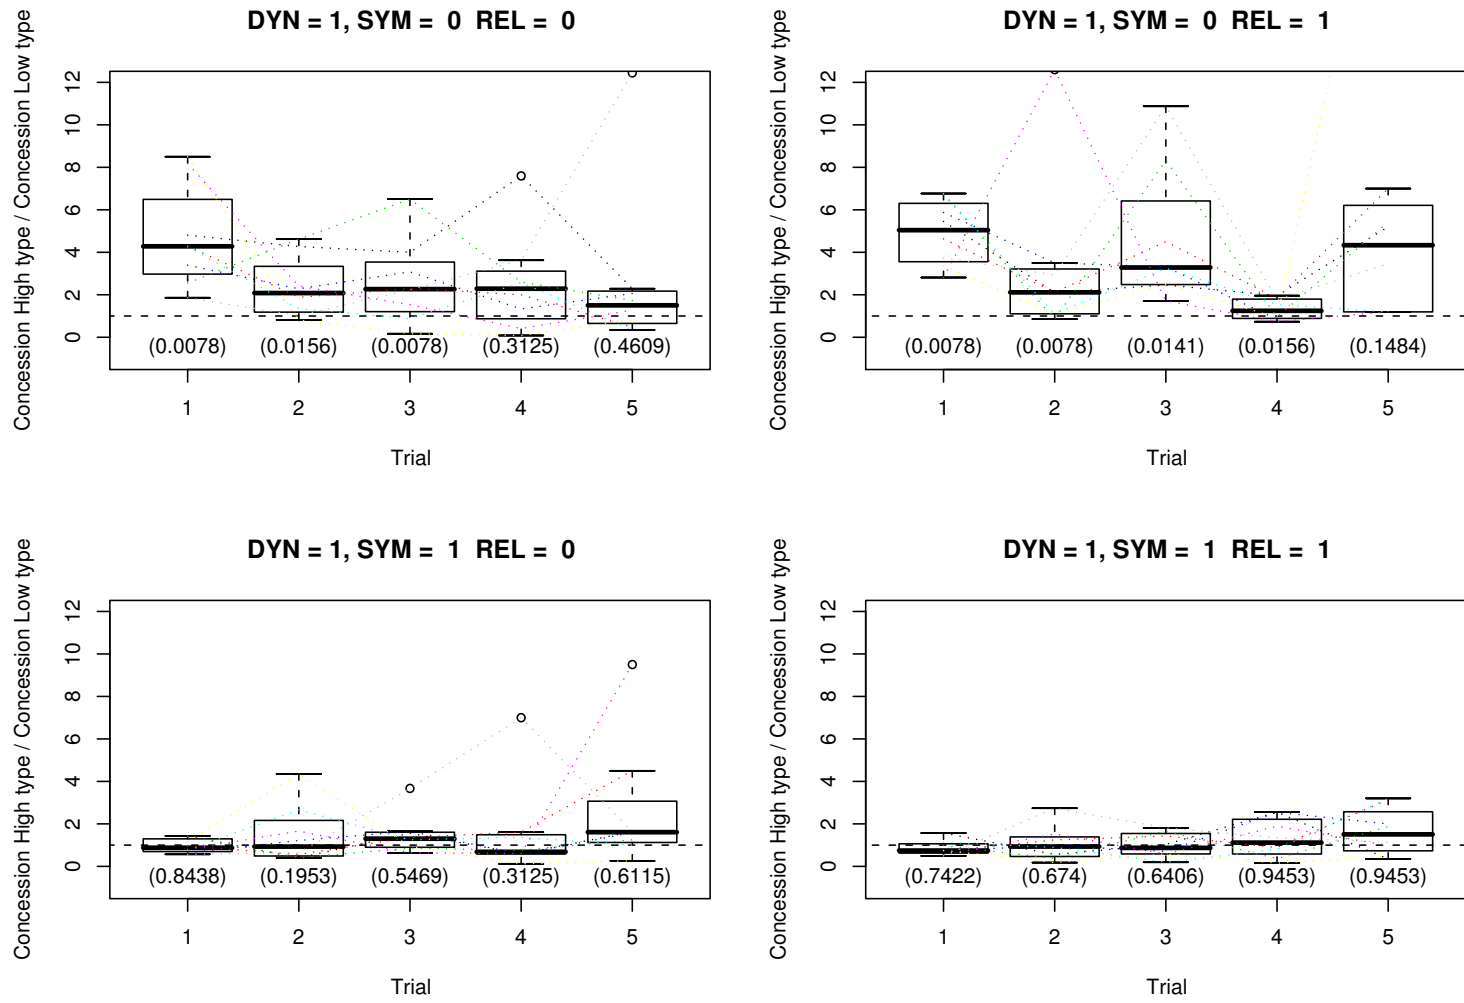 DYN = 1, SYM = 0 REL = 0
Concession High type / Concession Low type
12
10
8
6
4
2
0
(0.0078) (0.0156) (0.0078) (0.3125) (0.4609)
1 2 3 4 5
Trial
DYN = 1, SYM = 0 REL = 1
Concession High type / Concession Low type
12
10
8
6
4
2
0
(0.0078) (0.0078) (0.0141) (0.0156) (0.1484)
1 2 3 4 5
Trial
DYN = 1, SYM = 1 REL = 0
Concession High type / Concession Low type
12
10
8
6
4
2
0
(0.8438) (0.1953) (0.5469) (0.3125) (0.6115)
1 2 3 4 5
Trial
DYN = 1, SYM = 1 REL = 1
Concession High type / Concession Low type
12
10
8
6
4
2
0
(0.7422) (0.674) (0.6406) (0.9453) (0.9453)
1 2 3 4 5
Trial